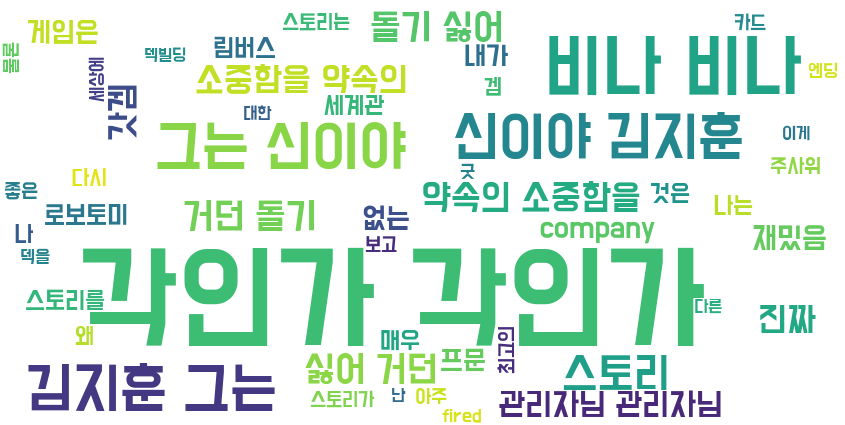 스토리는
돌기 싫어
카드
게임은
림버스
내가
비나 비나
물론
덱빌딩
세상에
소중함을 약속의
겜
엔딩
갓겜
세계관
대한
그는 신이야
신이야 김지훈
이게
굿
주사위
다시
좋은
약속의 소중함을
것은
로보토미
거던 돌기
없는
나는
나
company
재밌음
보고
덱을
각인가 각인가
스토리를
다른
진짜
왜
매우
최고의
김지훈 그는
싫어 거던
프문
스토리
스토리가
난
아주
관리자님 관리자님
fired